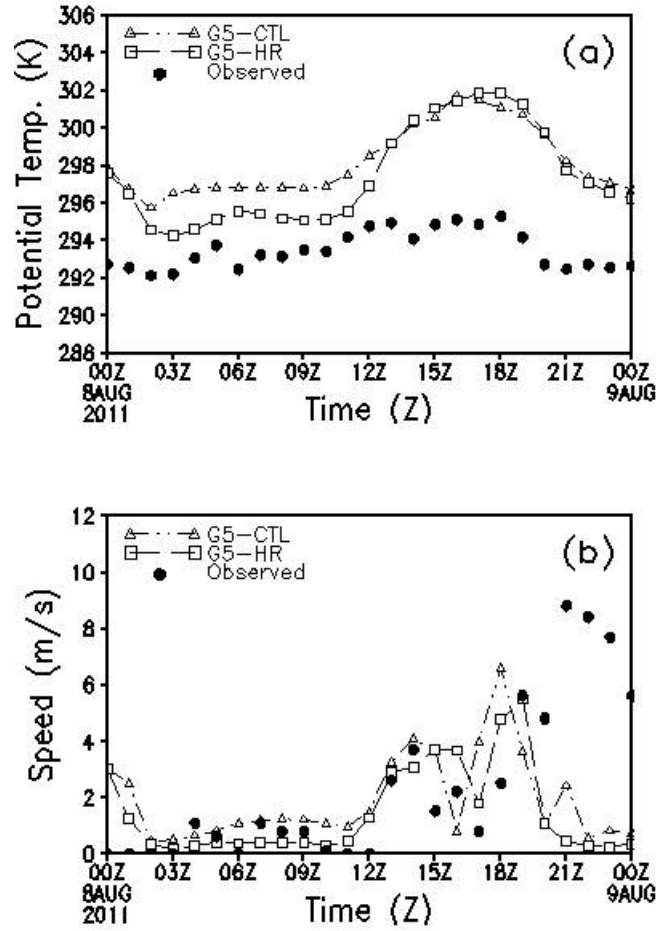 306
304
302
300
298
296
294
292
290
288
Potential Temp. (K)
G5-CTL
G5-HR
Observed
(a)
00Z 03Z 06Z 09Z 12Z 15Z 18Z 21Z 00Z
8AUG 9AUG
2011
Time (Z)
12
10
8
6
4
2
0
Speed (m/s)
G5-CTL
G5-HR
Observed
(b)
00Z 03Z 06Z 09Z 12Z 15Z 18Z 21Z 00Z
8AUG 9AUG
2011
Time (Z)